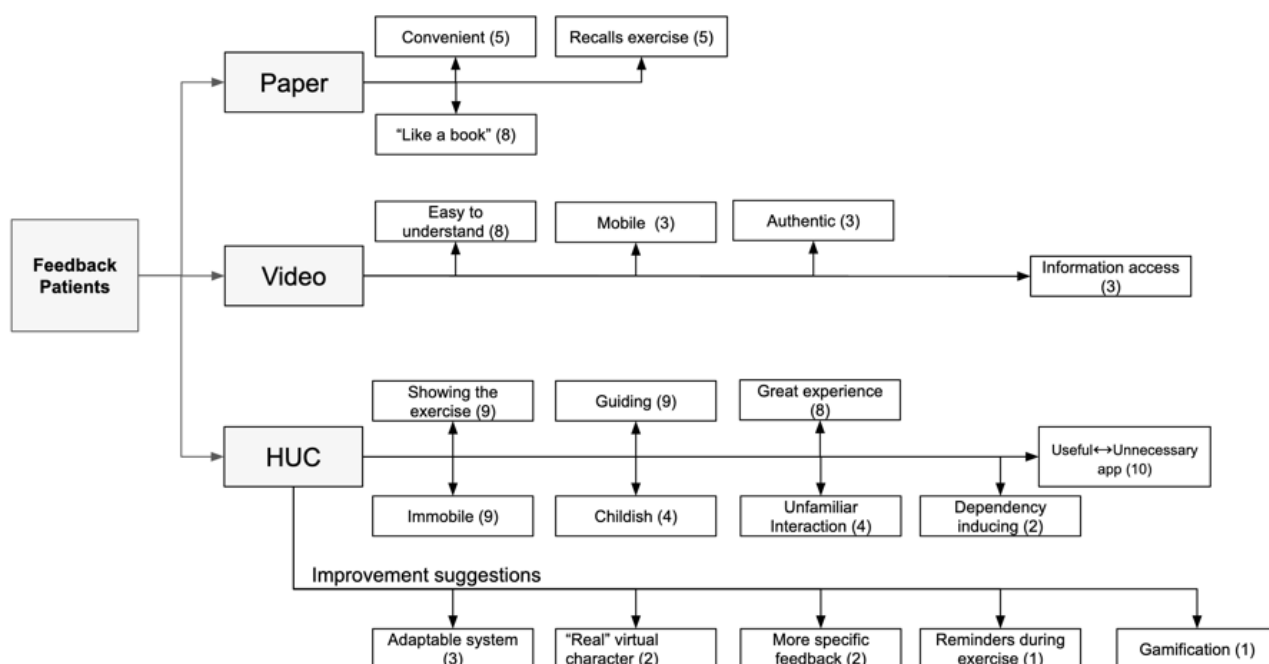 Convenient (5)
Recalls exercise (5)
Paper
“Like a book” (8)
Feedback
Patients
Easy to
understand (8)
Mobile (3)
Authentic (3)
Video
Information access
(3)
Showing the
exercise (9)
Guiding (9)
Great experience
(8)
HUC
Useful↔Unnecessary
app (10)
Immobile (9)
Childish (4)
Unfamiliar
Interaction (4)
Dependency
inducing (2)
Improvement suggestions
Adaptable system
(3)
“Real” virtual
character (2)
More specific
feedback (2)
Reminders during
exercise (1)
Gamification (1)